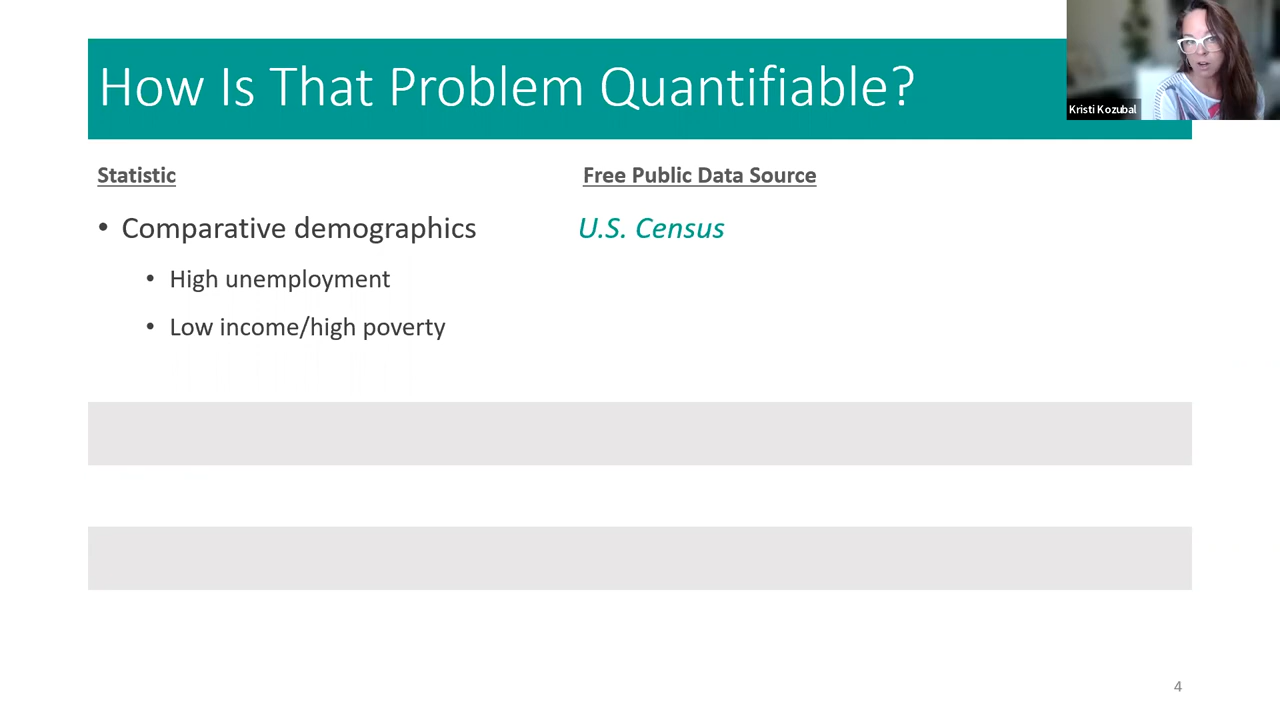 How Is That Problem Quantifiable?
Kristi Kozubal
Statistic
Free Public Data Source
• Comparative demographics
U.S. Census
• High unemployment
• Low income/high poverty
4